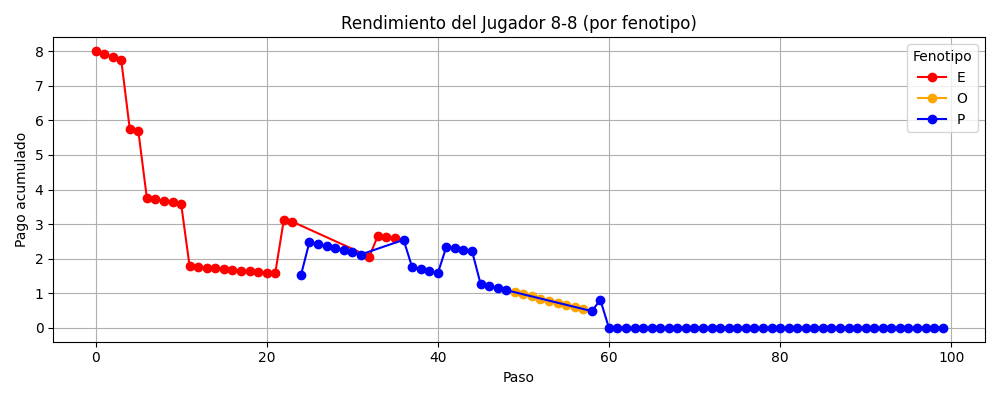 Rendimiento del Jugador 8-8 (por fenotipo)
Pago acumulado
8
7
6
5
4
3
2
1
0
0 20 40 60 80 100
Paso
Fenotipo
E
O
P